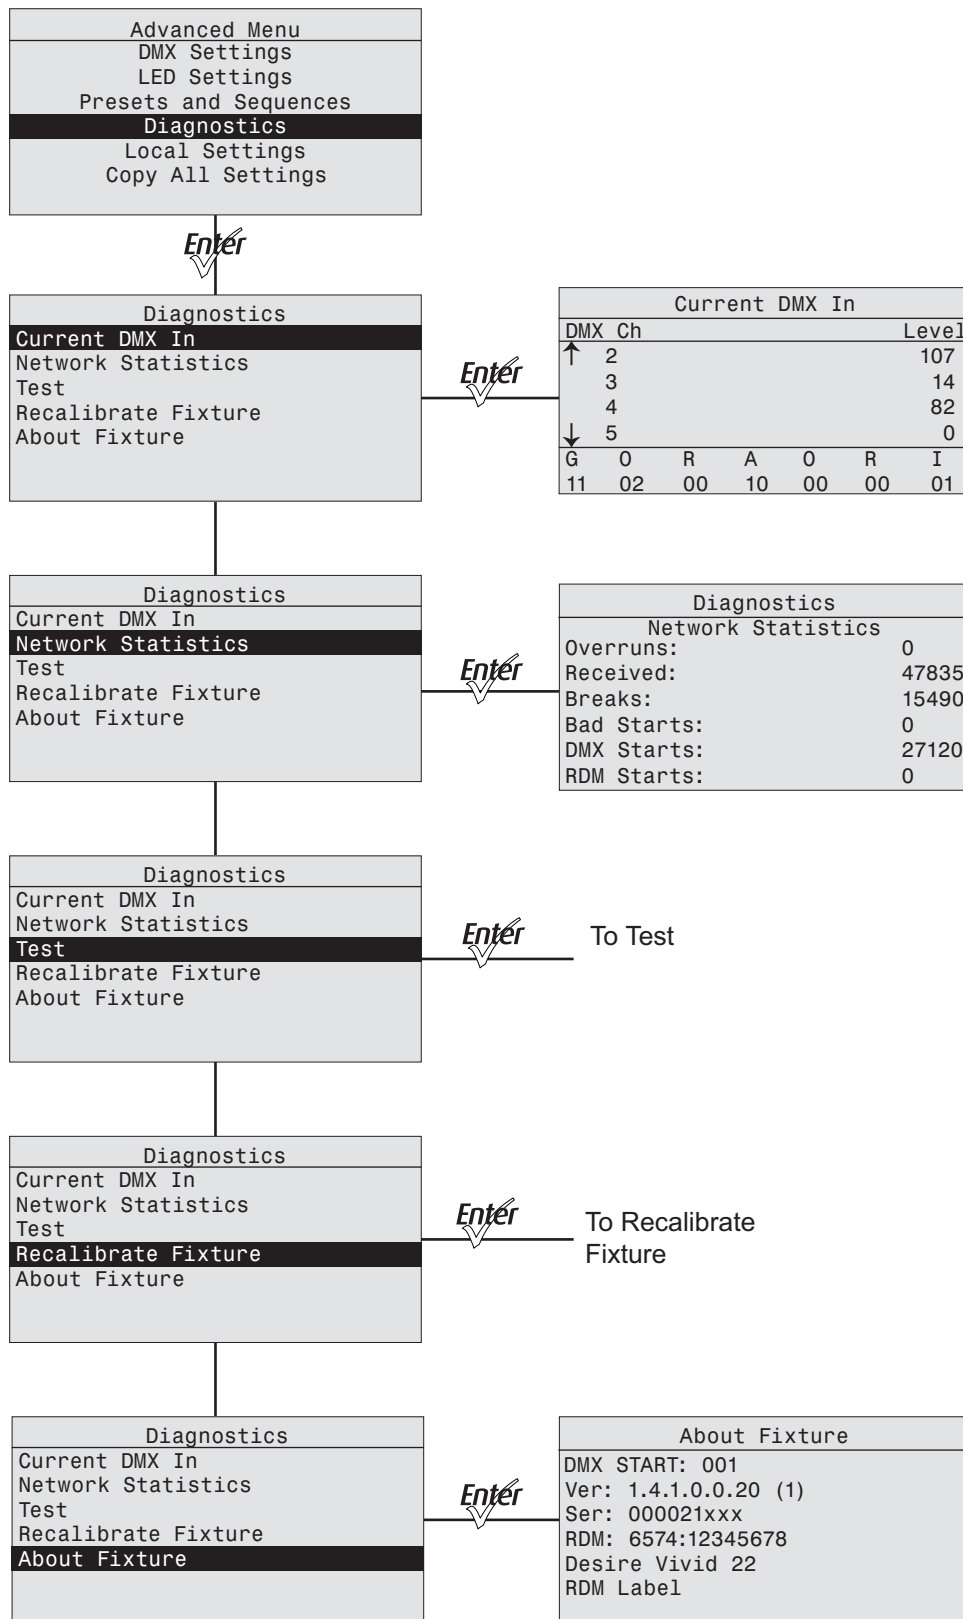 Advanced Menu
DMX Settings
LED Settings
Presets and Sequences
Diagnostics
Local Settings
Copy All Settings
Enter
Diagnostics
Current DMX In
Network Statistics
Test
Recalibrate Fixture
About Fixture
Enter
Current DMX In
DMX Ch Level
2 107
3 14
4 82
5 0
G O R A O R I
11 02 00 10 00 00 01
Diagnostics
Current DMX In
Network Statistics
Test
Recalibrate Fixture
About Fixture
Enter
Diagnostics
Network Statistics
Overruns: 0
Received: 47835
Breaks: 15490
Bad Starts: 0
DMX Starts: 27120
RDM Starts: 0
Diagnostics
Current DMX In
Network Statistics
Test
Recalibrate Fixture
About Fixture
Enter
To Test
Diagnostics
Current DMX In
Network Statistics
Test
Recalibrate Fixture
About Fixture
Enter
To Recalibrate
Fixture
Diagnostics
Current DMX In
Network Statistics
Test
Recalibrate Fixture
About Fixture
Enter
About Fixture
DMX START: 001
Ver: 1.4.1.0.0.20 (1)
Ser: 000021xxx
RDM: 6574:12345678
Desire Vivid 22
RDM Label